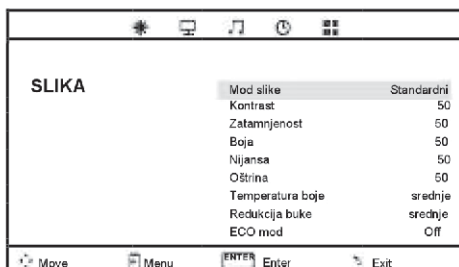 SLIKA
Mod slike Standardni
Kontrast 50
Zatamnjenost 50
Boja 50
Nijansa 50
Oštrina 50
Temperatura boje srednje
Redukcija buke srednje
ECO mod Off
Move Menu ENTER Enter Exit